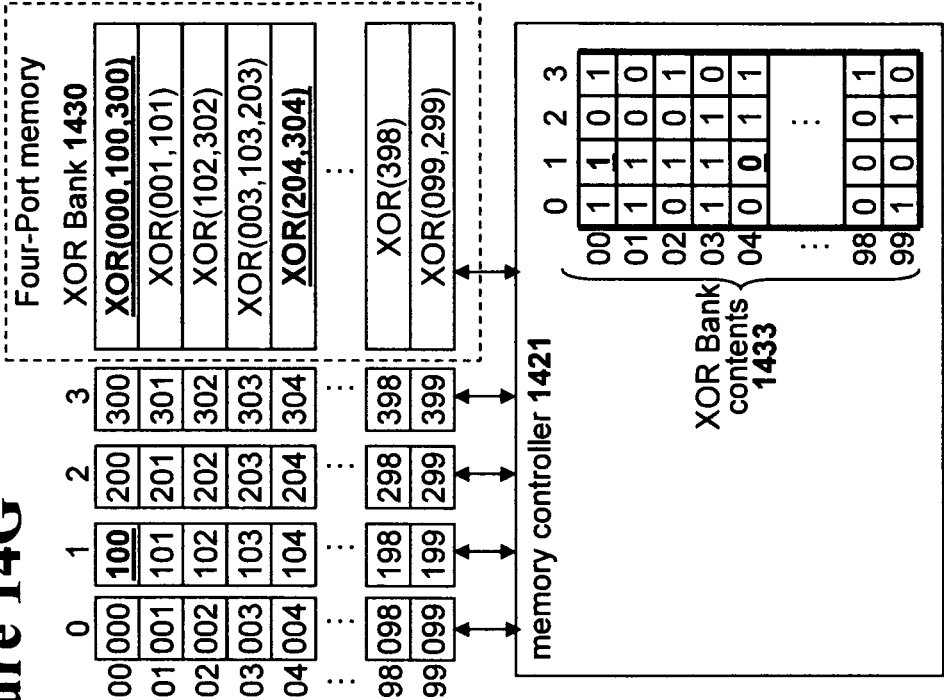 ure 14G
Four-Port memory
0 1 2 3 XOR Bank 1430
00 000 100 200 300 XOR(000,100,300)
01 001 101 201 301 XOR(001,101)
02 002 102 202 302 XOR(102,302)
03 003 103 203 303 XOR(003,103,203)
04 004 104 204 304 XOR(204,304)
⋮ ... ... ... ... ...
98 098 198 298 398 XOR(398)
99 099 199 299 399 XOR(099,299)
memory controller 1421
0 1 2 3
00 1 1 0 1
01 1 1 0 0
02 0 1 0 1
03 1 1 1 0
04 0 0 1 1
... ...
98 0 0 0 1
99 1 0 1 0
XOR Bank
contents
1433